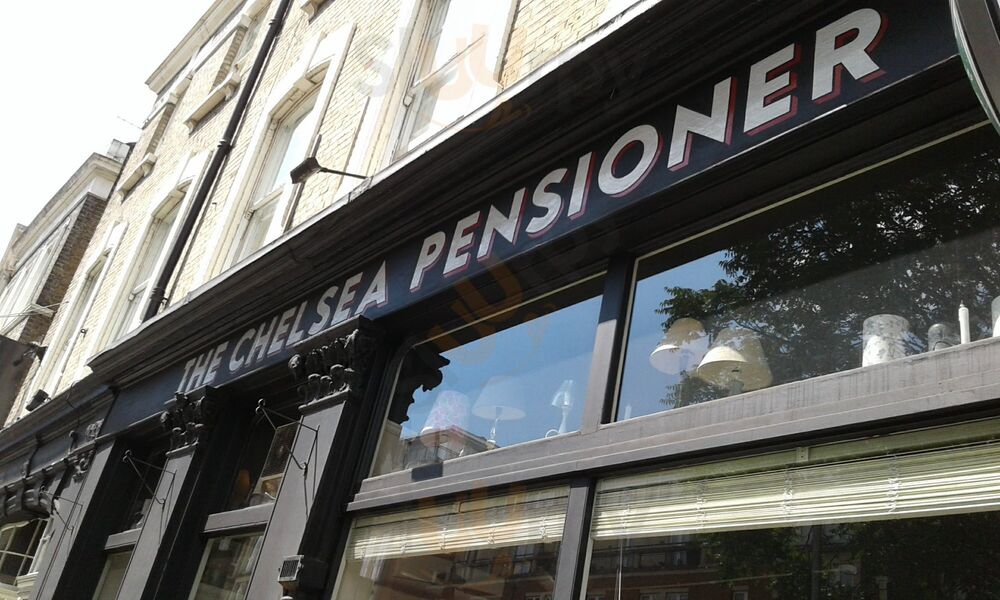 THE CHELSEA PENSIONER